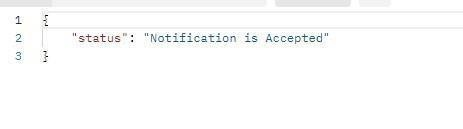 1 {
2 "status": "Notification is Accepted"
3 }